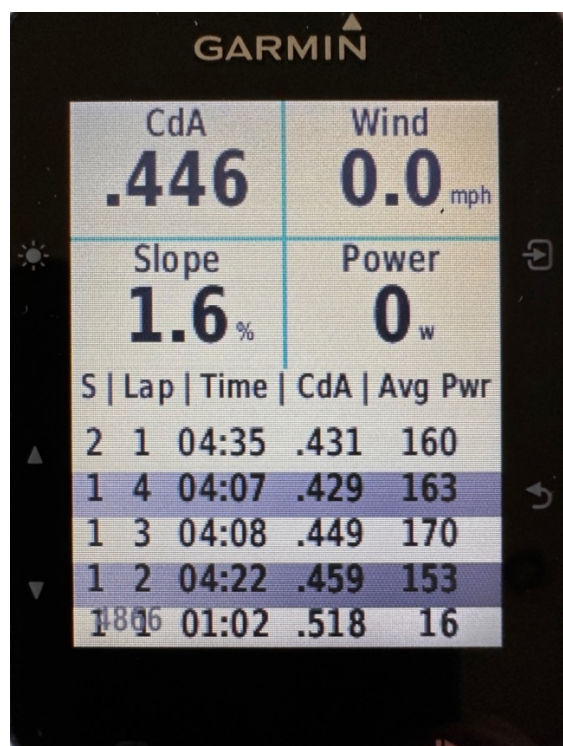 GARMIN
CdA Wind
.446 0.0 mph
Slope Power
1.6 % 0 w
S | Lap | Time | CdA | Avg Pwr
2 1 04:35 .431 160
1 4 04:07 .429 163
1 3 04:08 .449 170
1 2 04:22 .459 153
1 1 01:02 .518 16